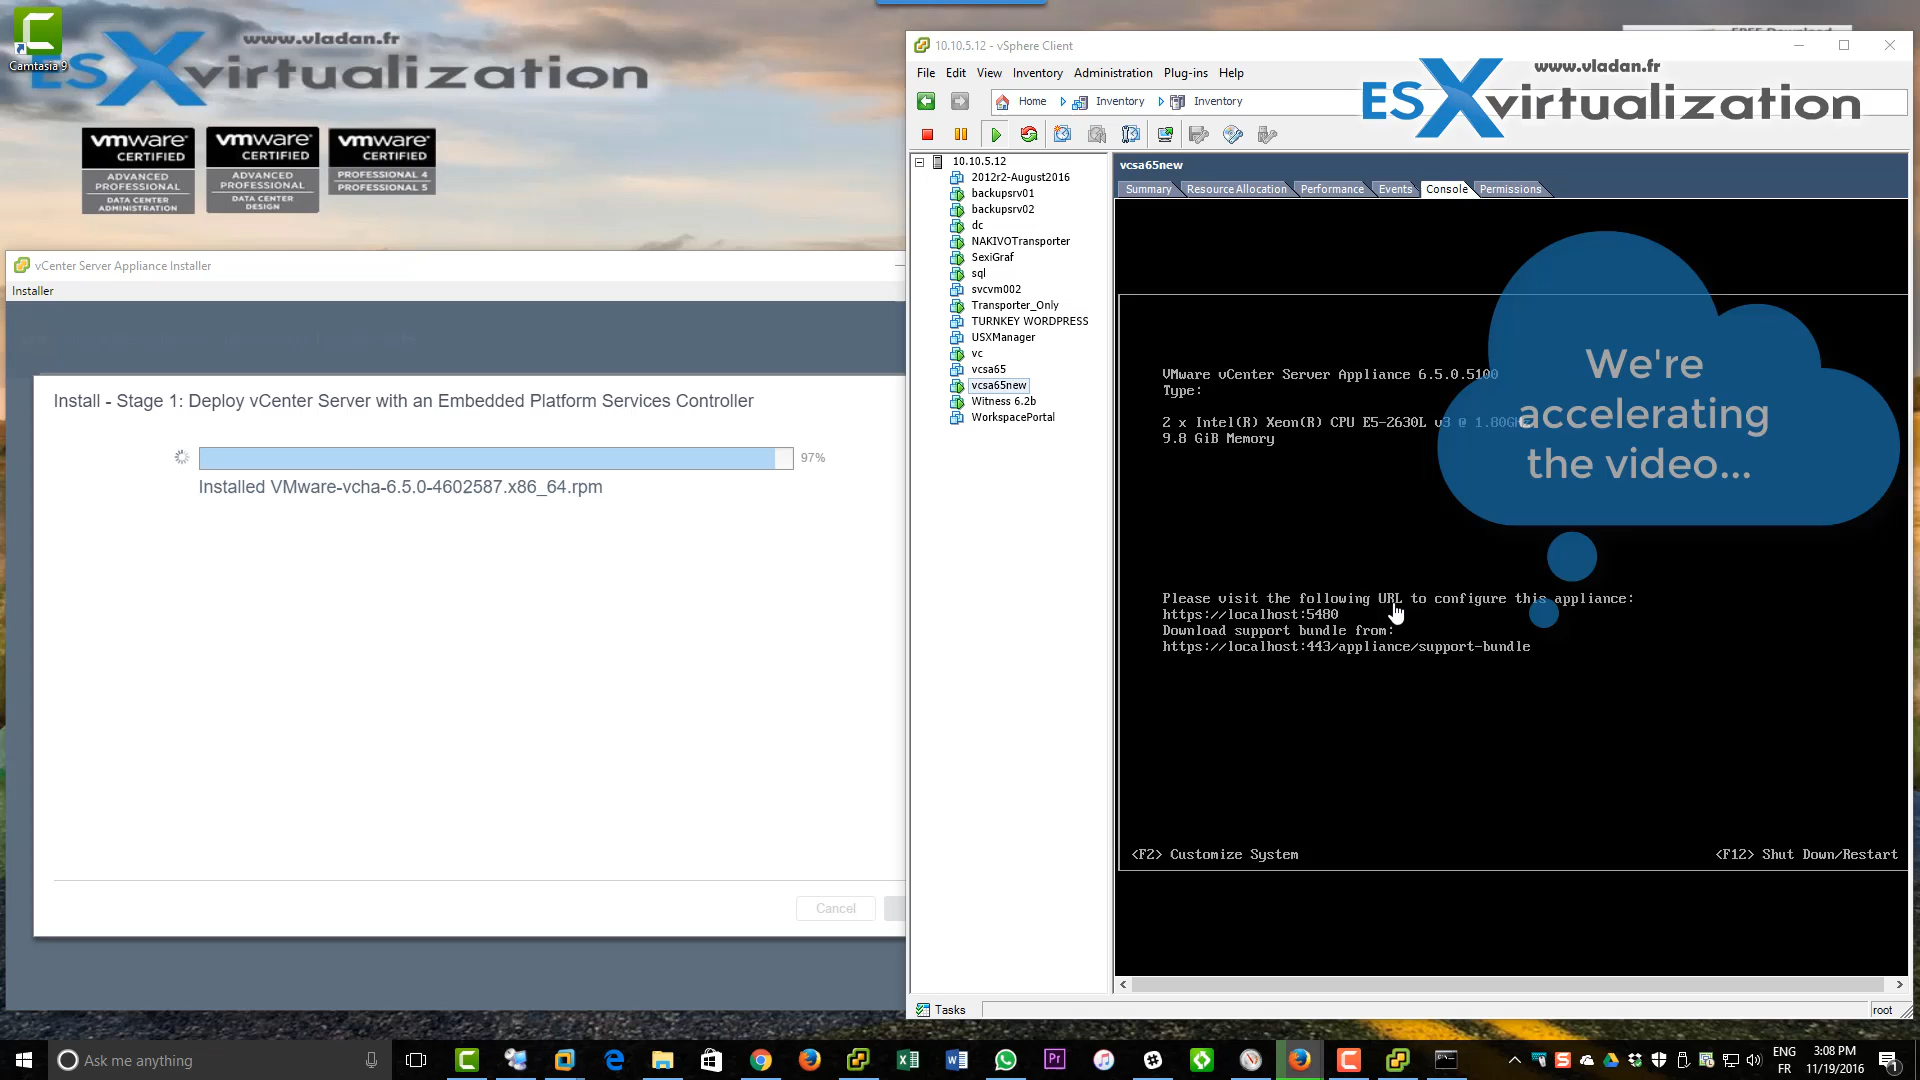 Camtasia 9
www.vladan.fr
ESXvirtualization
vmware
CERTIFIED
ADVANCED
PROFESSIONAL
DATA CENTER
ADMINISTRATION
vmware
CERTIFIED
ADVANCED
PROFESSIONAL
DATA CENTER
DESIGN
vmware
CERTIFIED
PROFESSIONAL 4
PROFESSIONAL 5
vCenter Server Appliance Installer
Installer
Install - Stage 1: Deploy vCenter Server with an Embedded Platform Services Controller
97%
Installed VMware-vcha-6.5.0-4602587.x86_64.rpm
Cancel
10.10.5.12 - vSphere Client
File Edit View Inventory Administration Plug-ins Help
www.vladan.fr
ESXvirtualization
Home Inventory Inventory
10.10.5.12
2012r2-August2016
backupsrv01
backupsrv02
dc
NAKIVOTransporter
SexiGraf
sql
svcvm002
Transporter_Only
TURNKEY WORDPRESS
USXManager
vc
vcsa65
vcsa65new
Witness 6.2b
WorkspacePortal
vcsa65new
Summary Resource Allocation Performance Events Console Permissions
VMware vCenter Server Appliance 6.5.0.5100
Type:
2 x Intel(R) Xeon(R) CPU E5-2630L v3 @ 1.80GHz
9.8 GiB Memory
We're
accelerating
the video...
Please visit the following URL to configure this appliance:
https://localhost:5480
Download support bundle from:
https://localhost:443/appliance/support-bundle
<F2> Customize System
<F12> Shut Down/Restart
Tasks
root
Ask me anything
ENG
FR
3:08 PM
11/19/2016
1